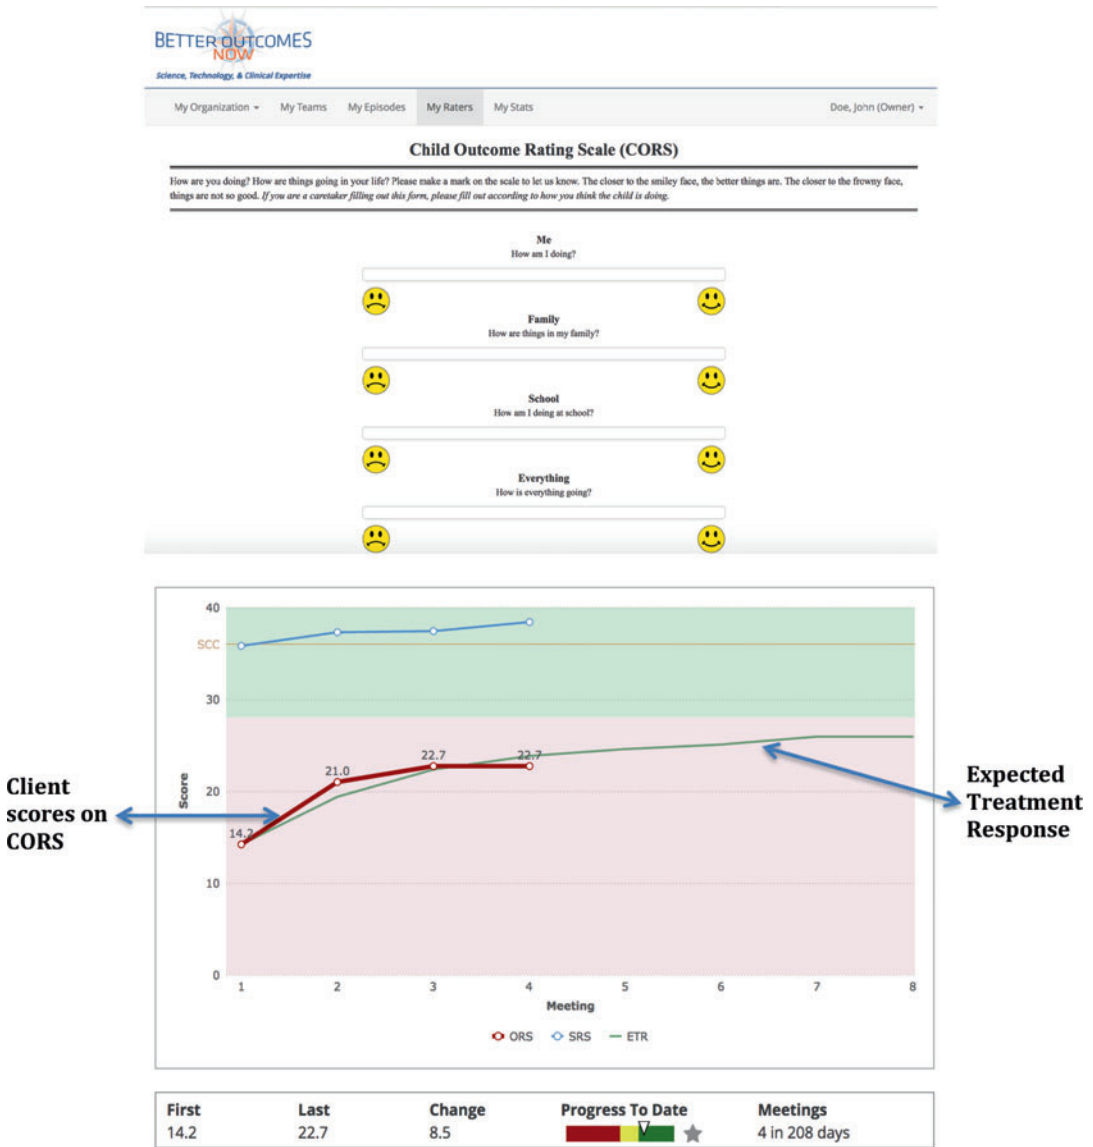 BETTER OUTCOMES
NOW
Science, Technology, & Clinical Expertise
My Organization My Teams My Episodes My Raters My Stats Doe, John (Owner)
Child Outcome Rating Scale (CORS)
How are you doing? How are things going in your life? Please make a mark on the scale to let us know. The closer to the smiley face, the better things are. The closer to the frowny face,
things are not so good. If you are a caretaker filling out this form, please fill out according to how you think the child is doing.
Me
How am I doing?
Family
How are things in my family?
School
How am I doing at school?
Everything
How is everything going?
40
SCC
30
20
10
0
Score
14.2
21.0
22.7
22.7
1 2 3 4 5 6 7 8
Meeting
ORS SRS ETR
Client
scores on
CORS
Expected
Treatment
Response
First Last Change Progress To Date Meetings
14.2 22.7 8.5 4 in 208 days